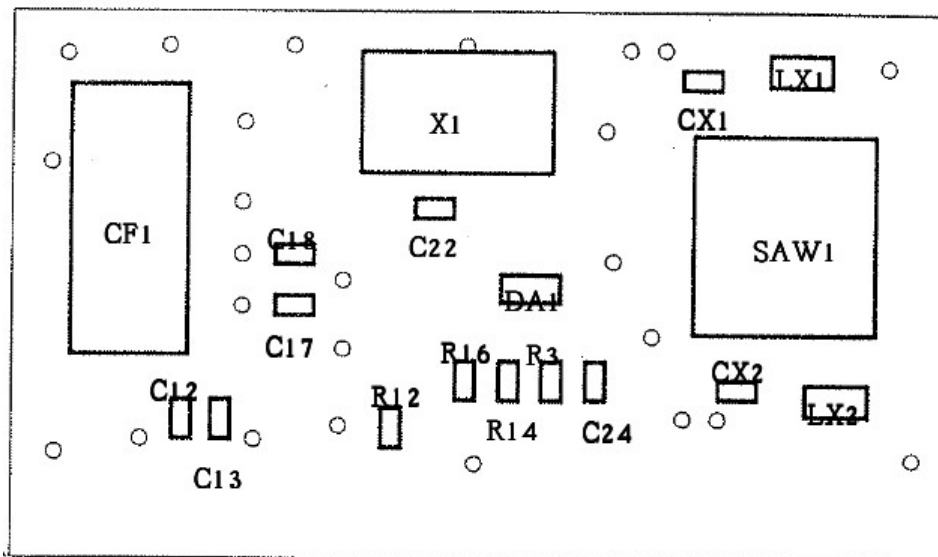 LX1
CX1
X1
CF1
C18
C22
SAW1
DA1
C17
R16
R3
CX2
C12
R12
LX2
R14
C24
C13